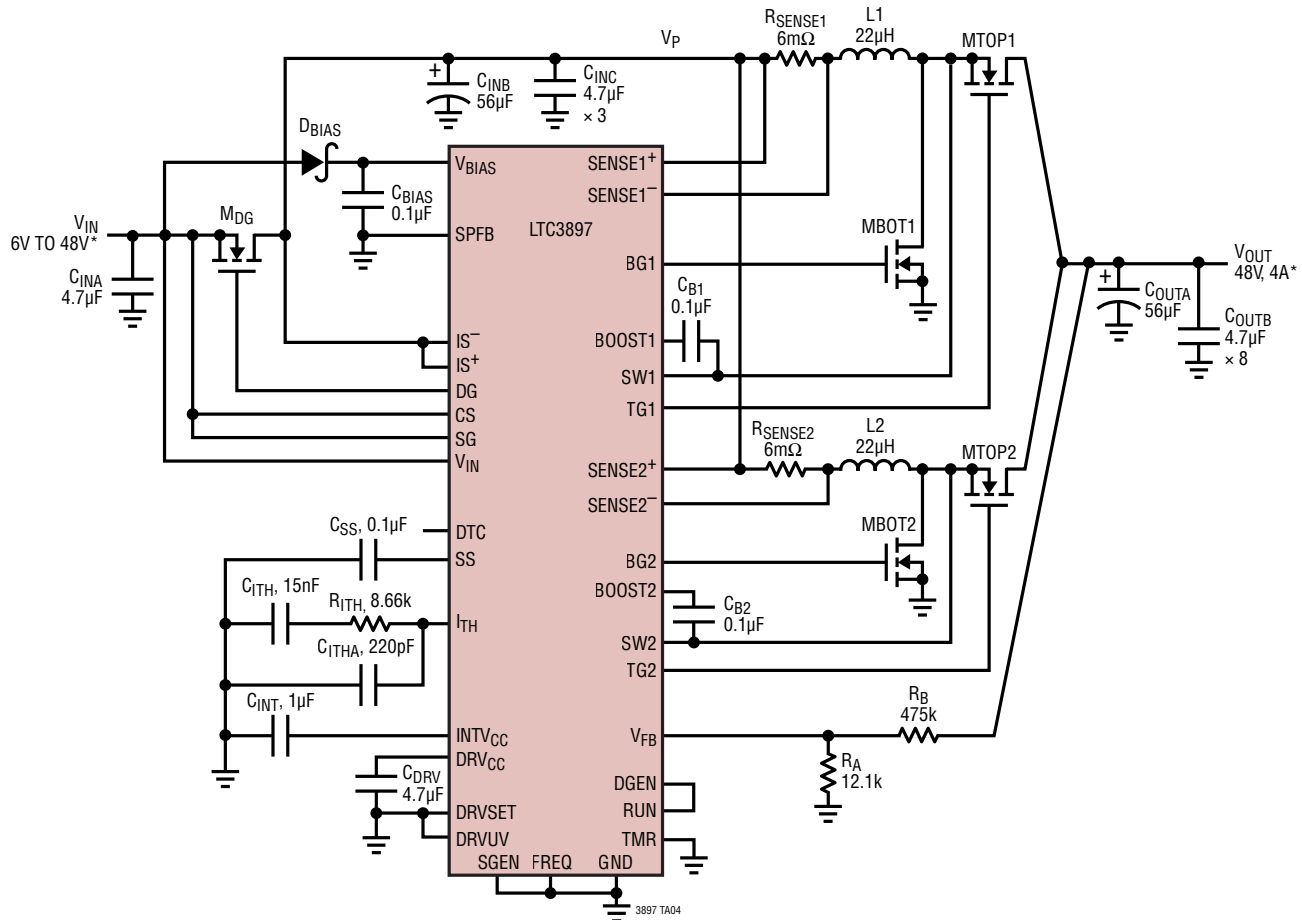 V_P
R_SENSE1
6mΩ
L1
22µH
MTOP1
+
C_INB
56µF
C_INC
4.7µF
× 3
D_BIAS
V_BIAS
SENSE1+
SENSE1–
C_BIAS
0.1µF
V_IN
6V TO 48V*
M_DG
SPFB
LTC3897
MBOT1
C_INA
4.7µF
BG1
V_OUT
48V, 4A*
+
C_OUTA
56µF
C_OUTB
4.7µF
× 8
C_B1
0.1µF
IS–
IS+
BOOST1
DG
SW1
CS
TG1
SG
V_IN
R_SENSE2
6mΩ
L2
22µH
MTOP2
SENSE2+
SENSE2–
C_SS, 0.1µF
DTC
SS
MBOT2
BG2
C_ITH, 15nF
R_ITH, 8.66k
I_TH
BOOST2
C_B2
0.1µF
C_ITHA, 220pF
SW2
TG2
C_INT, 1µF
R_B
475k
INTV_CC
V_FB
DRV_CC
R_A
12.1k
C_DRV
4.7µF
DGEN
RUN
DRVSET
DRVUV
TMR
SGEN FREQ GND
3897 TA04